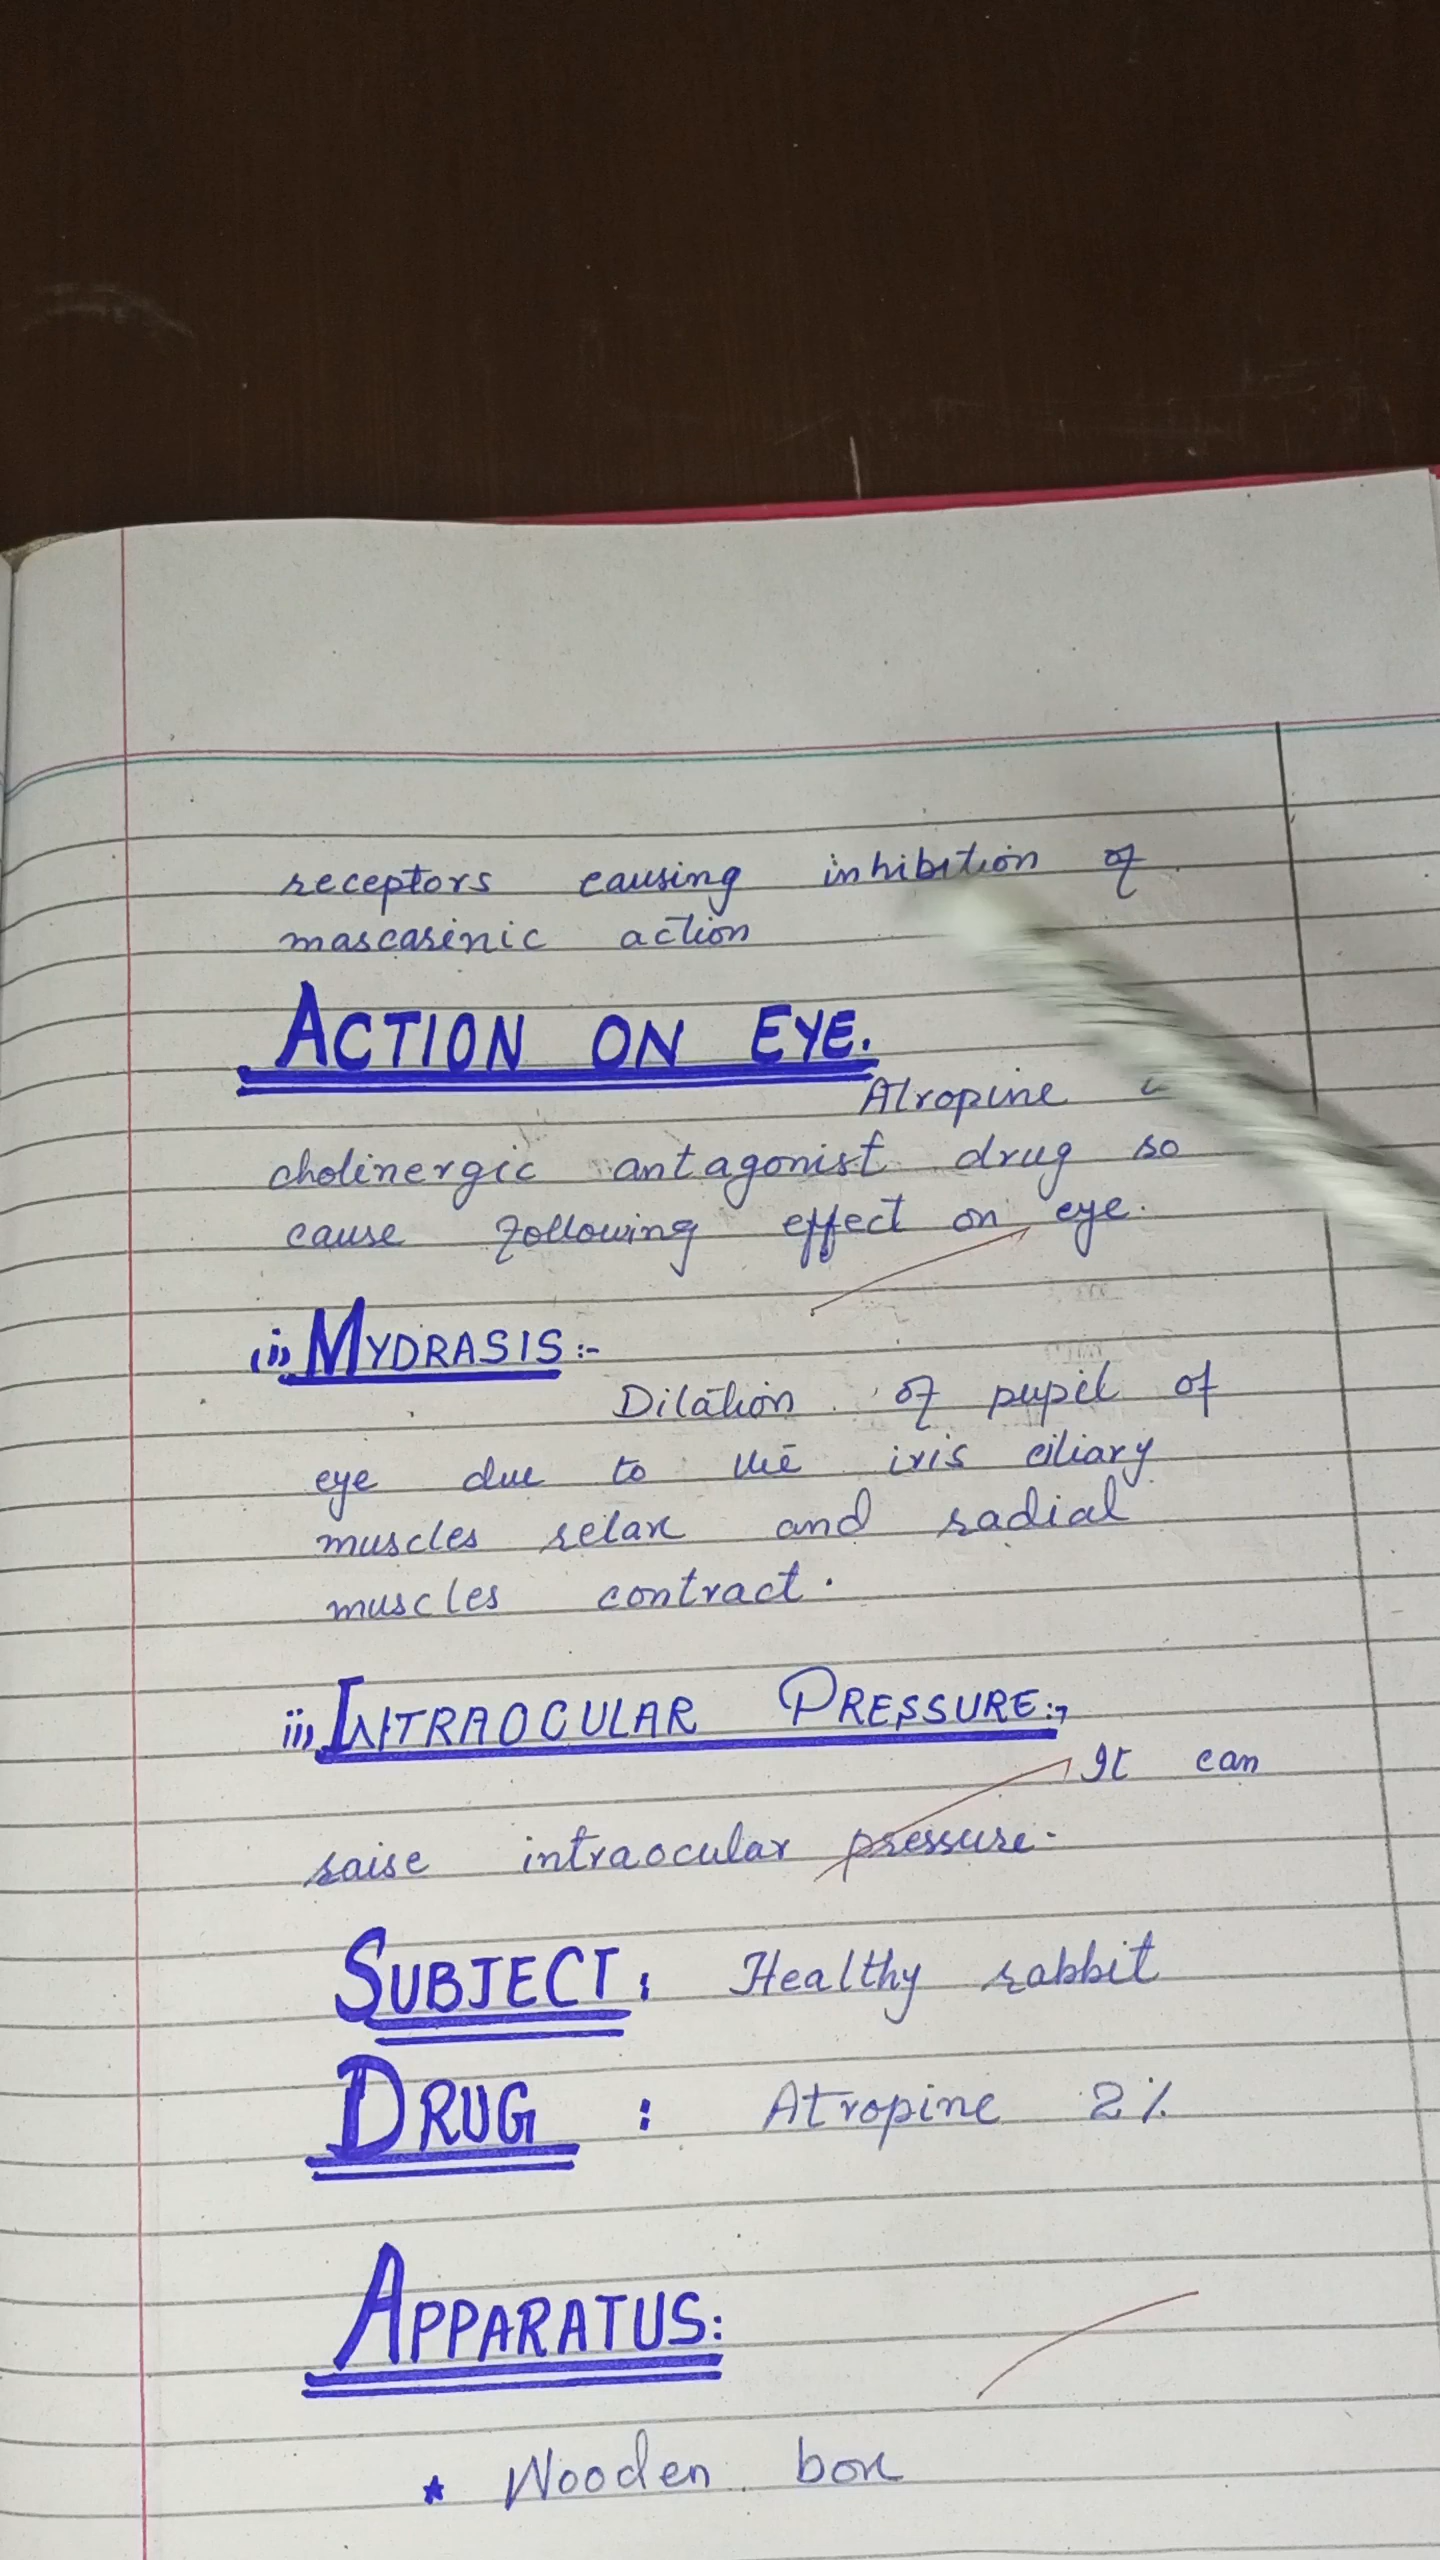 receptors causing inhibition of
mascarinic action
ACTION ON EYE.
Atropine
cholinergic antagonist drug so
cause following effect on eye.
(i) MYDRASIS:-
Dilation of pupil of
eye due to the iris ciliary
muscles relax and radial
muscles contract.
ii) INTRAOCULAR PRESSURE:-
It can
raise intraocular pressure.
SUBJECT: Healthy rabbit
DRUG : Atropine 2%
APPARATUS:
★ Wooden box